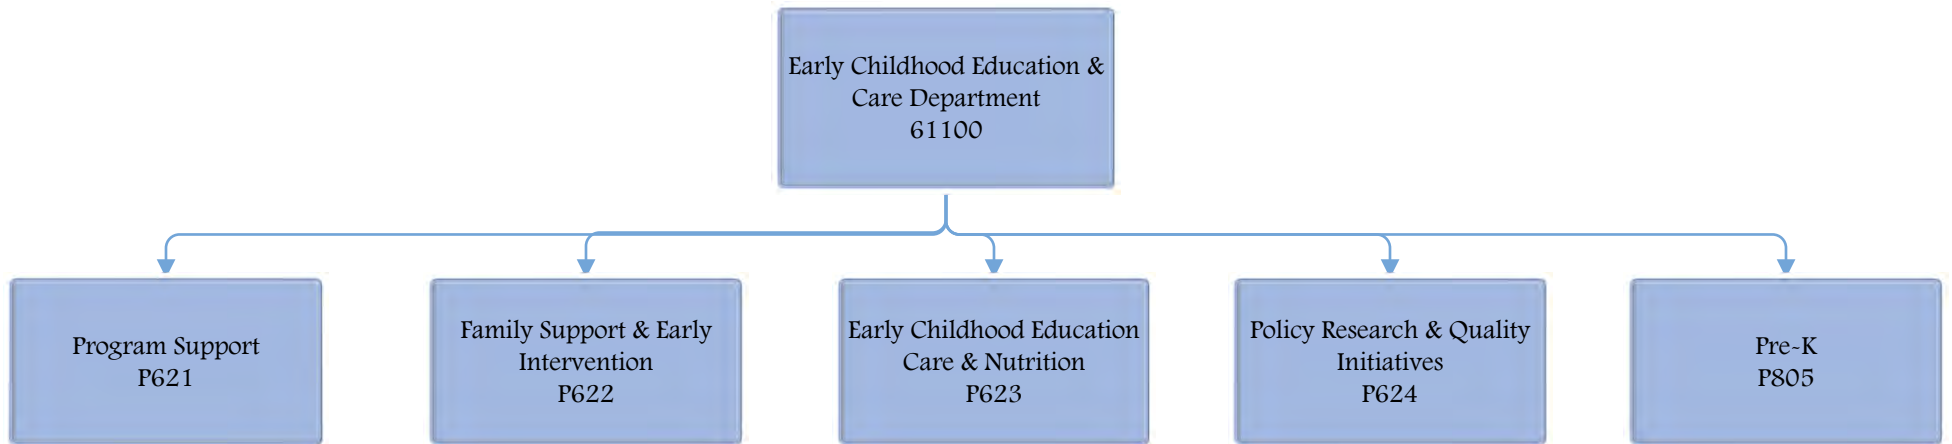 Early Childhood Education &
Care Department
61100
Program Support
P621
Family Support & Early
Intervention
P622
Early Childhood Education
Care & Nutrition
P623
Policy Research & Quality
Initiatives
P624
Pre-K
P805